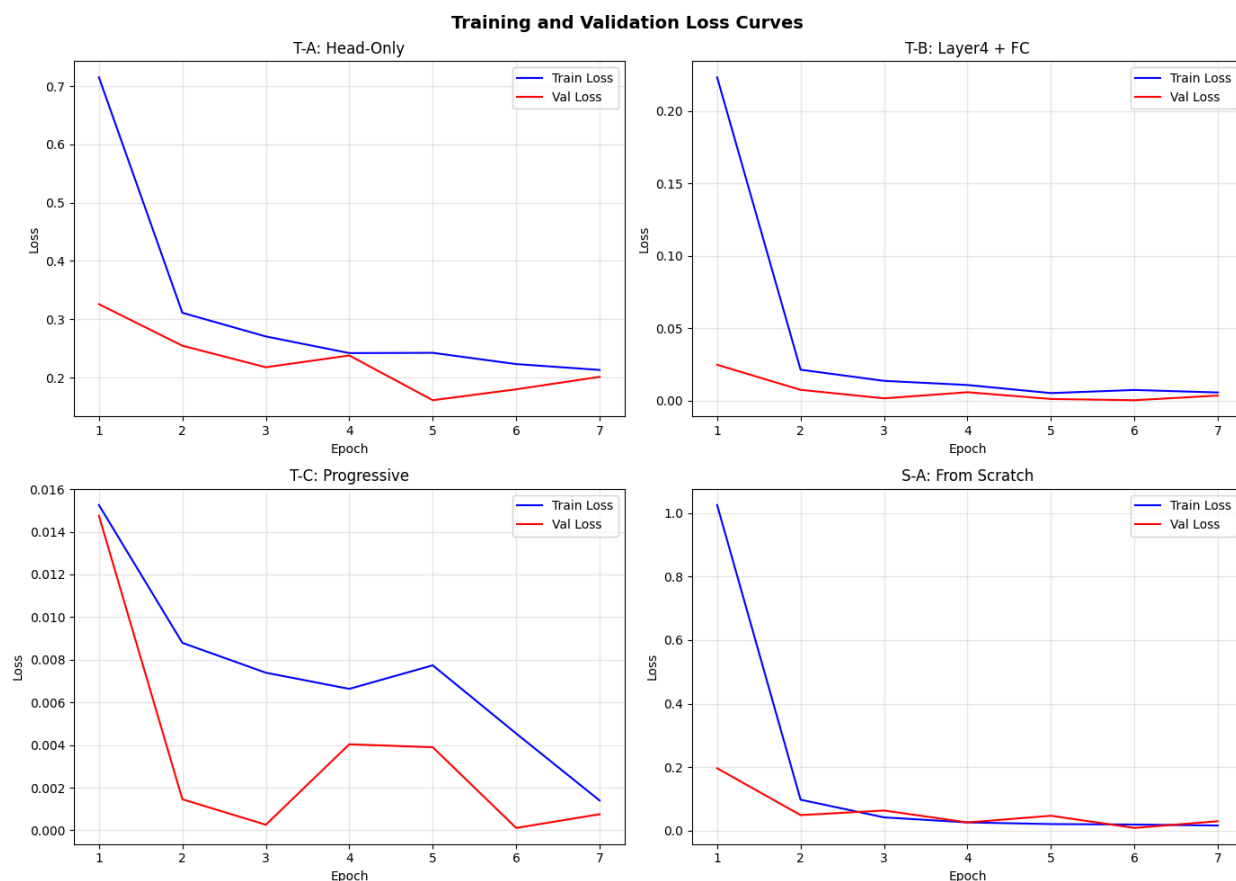 Training and Validation Loss Curves
T-A: Head-Only
Train Loss
Val Loss
0.7
0.6
0.5
0.4
0.3
0.2
Loss
1 2 3 4 5 6 7
Epoch
T-B: Layer4 + FC
Train Loss
Val Loss
0.20
0.15
0.10
0.05
0.00
Loss
1 2 3 4 5 6 7
Epoch
T-C: Progressive
Train Loss
Val Loss
0.016
0.014
0.012
0.010
0.008
0.006
0.004
0.002
0.000
Loss
1 2 3 4 5 6 7
Epoch
S-A: From Scratch
Train Loss
Val Loss
1.0
0.8
0.6
0.4
0.2
0.0
Loss
1 2 3 4 5 6 7
Epoch